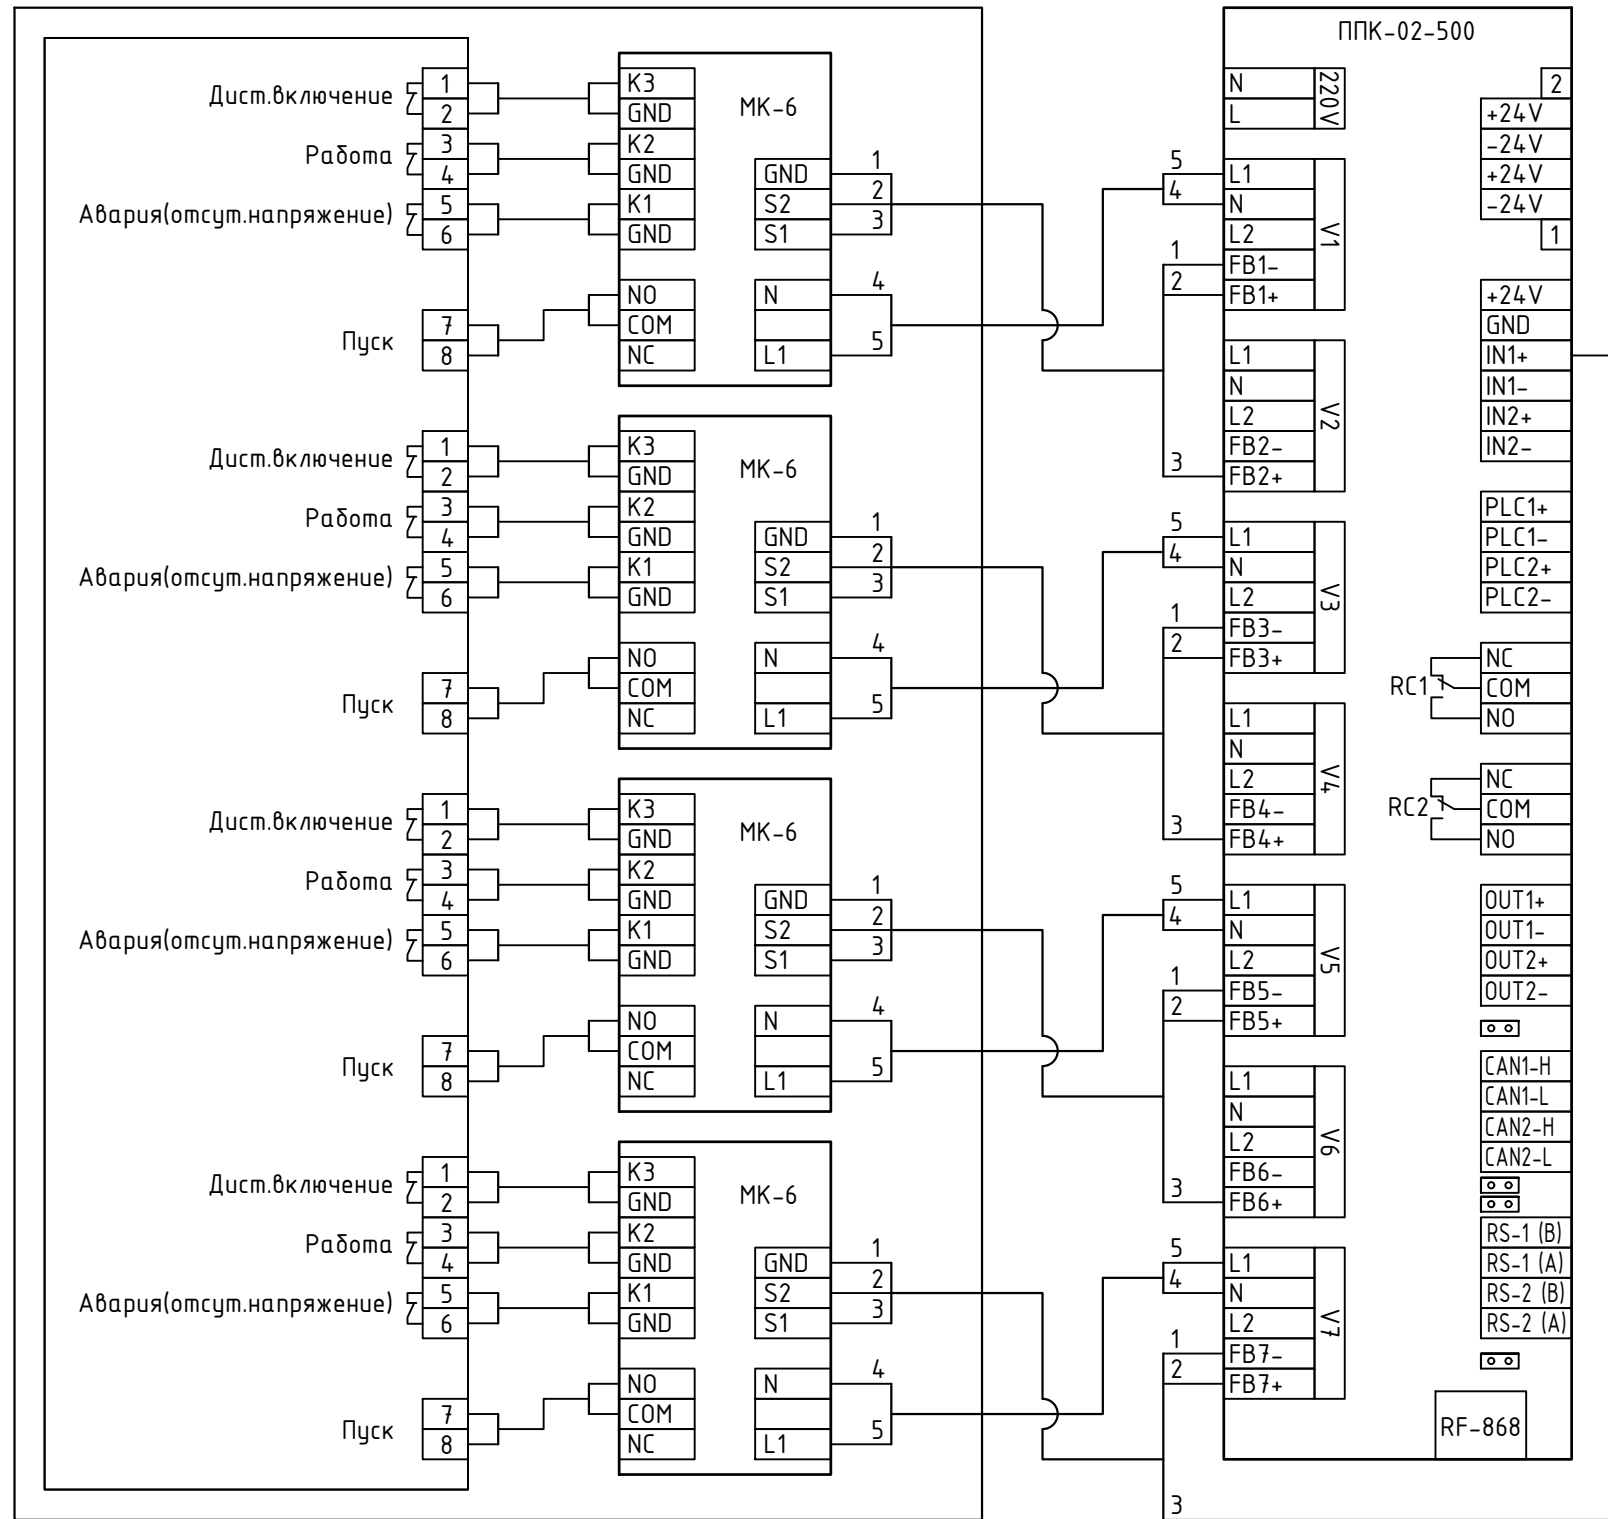 Дист.включение
1
2
Работа
3
4
Авария(отсут.напряжение)
5
6
Пуск
7
8
K3
GND
K2
GND
K1
GND
NO
COM
NC
МК-6
GND
S2
S1
N
L1
1
2
3
4
5
Дист.включение
1
2
Работа
3
4
Авария(отсут.напряжение)
5
6
Пуск
7
8
K3
GND
K2
GND
K1
GND
NO
COM
NC
МК-6
GND
S2
S1
N
L1
1
2
3
4
5
Дист.включение
1
2
Работа
3
4
Авария(отсут.напряжение)
5
6
Пуск
7
8
K3
GND
K2
GND
K1
GND
NO
COM
NC
МК-6
GND
S2
S1
N
L1
1
2
3
4
5
Дист.включение
1
2
Работа
3
4
Авария(отсут.напряжение)
5
6
Пуск
7
8
K3
GND
K2
GND
K1
GND
NO
COM
NC
МК-6
GND
S2
S1
N
L1
1
2
3
4
5
ППК-02-500
N
L
220V
5
4
1
2
L1
N
L2
FB1-
FB1+
V1
3
L1
N
L2
FB2-
FB2+
V2
5
4
1
2
L1
N
L2
FB3-
FB3+
V3
3
L1
N
L2
FB4-
FB4+
V4
5
4
1
2
L1
N
L2
FB5-
FB5+
V5
3
L1
N
L2
FB6-
FB6+
V6
5
4
1
2
L1
N
L2
FB7-
FB7+
V7
3
2
+24V
-24V
+24V
-24V
1
+24V
GND
IN1+
IN1-
IN2+
IN2-
PLC1+
PLC1-
PLC2+
PLC2-
RC1
NC
COM
NO
RC2
NC
COM
NO
OUT1+
OUT1-
OUT2+
OUT2-
CAN1-H
CAN1-L
CAN2-H
CAN2-L
RS-1 (B)
RS-1 (A)
RS-2 (B)
RS-2 (A)
RF-868